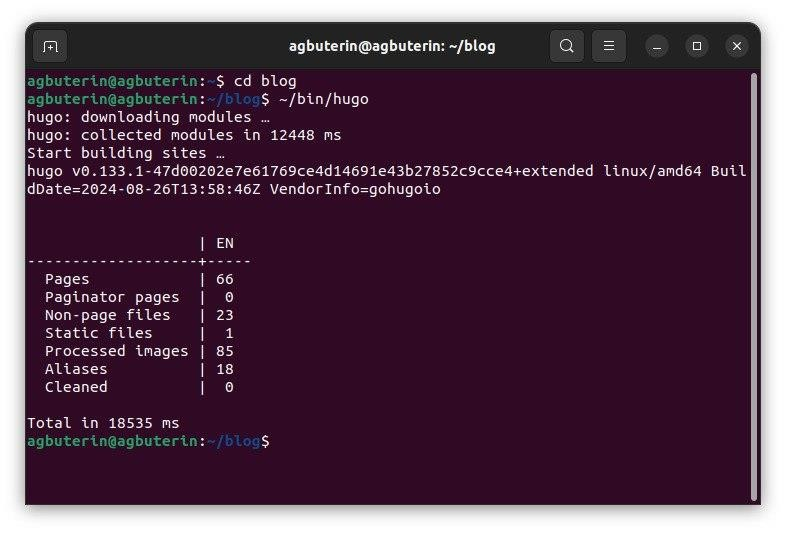 agbuterin@agbuterin: ~/blog
agbuterin@agbuterin:~$ cd blog
agbuterin@agbuterin:~/blog$ ~/bin/hugo
hugo: downloading modules …
hugo: collected modules in 12448 ms
Start building sites …
hugo v0.133.1-47d00202e7e61769ce4d14691e43b27852c9cce4+extended linux/amd64 Buil
dDate=2024-08-26T13:58:46Z VendorInfo=gohugoio
                   | EN
-------------------+-----
  Pages            | 66
  Paginator pages  |  0
  Non-page files   | 23
  Static files     |  1
  Processed images | 85
  Aliases          | 18
  Cleaned          |  0
Total in 18535 ms
agbuterin@agbuterin:~/blog$